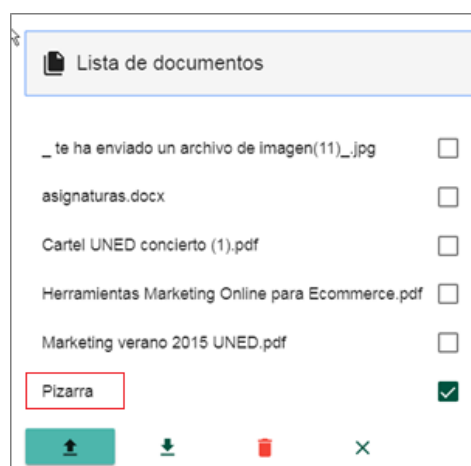 Lista de documentos
_ te ha enviado un archivo de imagen(11)_.jpg
asignaturas.docx
Cartel UNED concierto (1).pdf
Herramientas Marketing Online para Ecommerce.pdf
Marketing verano 2015 UNED.pdf
Pizarra